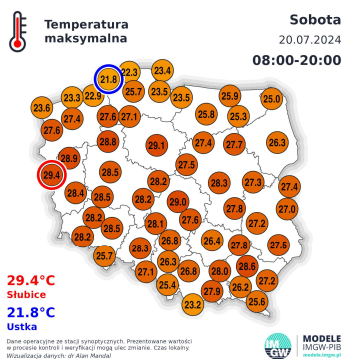 Temperatura
maksymalna
Sobota
20.07.2024
08:00-20:00
21.8 22.3 23.4
23.6 23.3 22.9 25.7 23.5 23.5 25.9 25.0
27.6 27.4 27.6 27.1 25.8 25.3
28.8 29.1 27.4 27.7 26.3
28.9 27.5
29.4 28.5 28.2 28.3 27.3 27.4
28.4 28.5 29.0 27.8 27.0
28.2 28.1 27.6 27.2
28.2 28.5 26.8 26.4 27.8
25.7 28.3 26.3
27.1 26.8 28.0 28.6
25.4 27.9 26.2 27.2
23.2 25.6
29.4°C
Słubice
21.8°C
Ustka
Dane operacyjne ze stacji synoptycznych. Prezentowane wartości
w procesie kontroli i weryfikacji mogą ulec zmianie. Czas lokalny.
Wizualizacja danych: dr Alan Mandal
IMGW
MODELE
IMGW-PIB
modele.imgw.pl